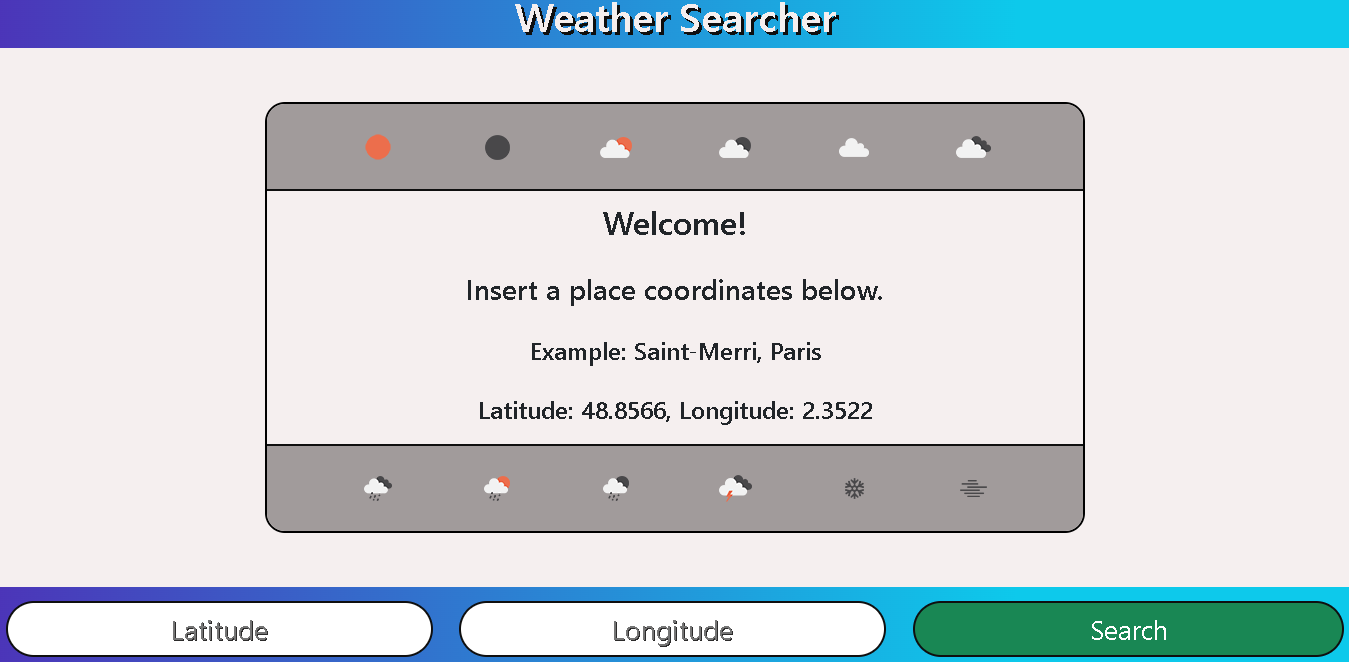 Weather Searcher
Welcome!
Insert a place coordinates below.
Example: Saint-Merri, Paris
Latitude: 48.8566, Longitude: 2.3522
Latitude
Longitude
Search